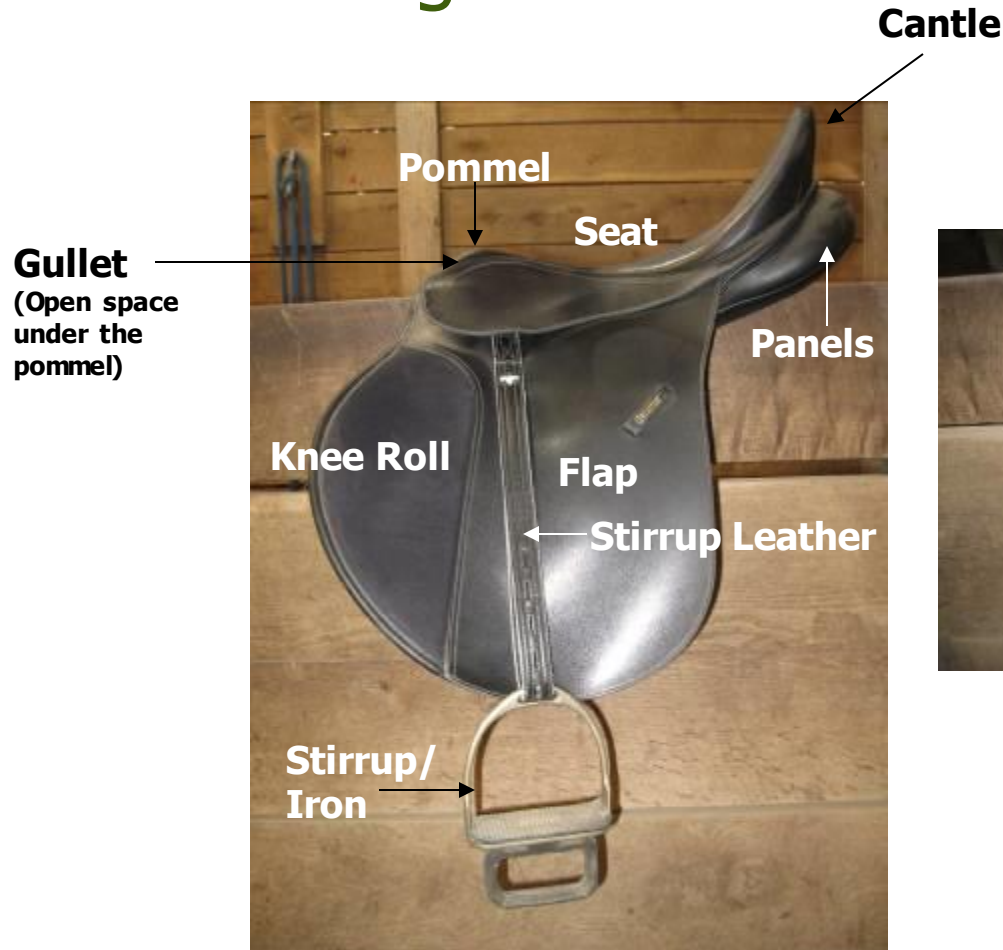 Cantle
Pommel
Seat
Gullet
(Open space
under the
pommel)
Panels
Knee Roll
Flap
Stirrup Leather
Stirrup/
Iron